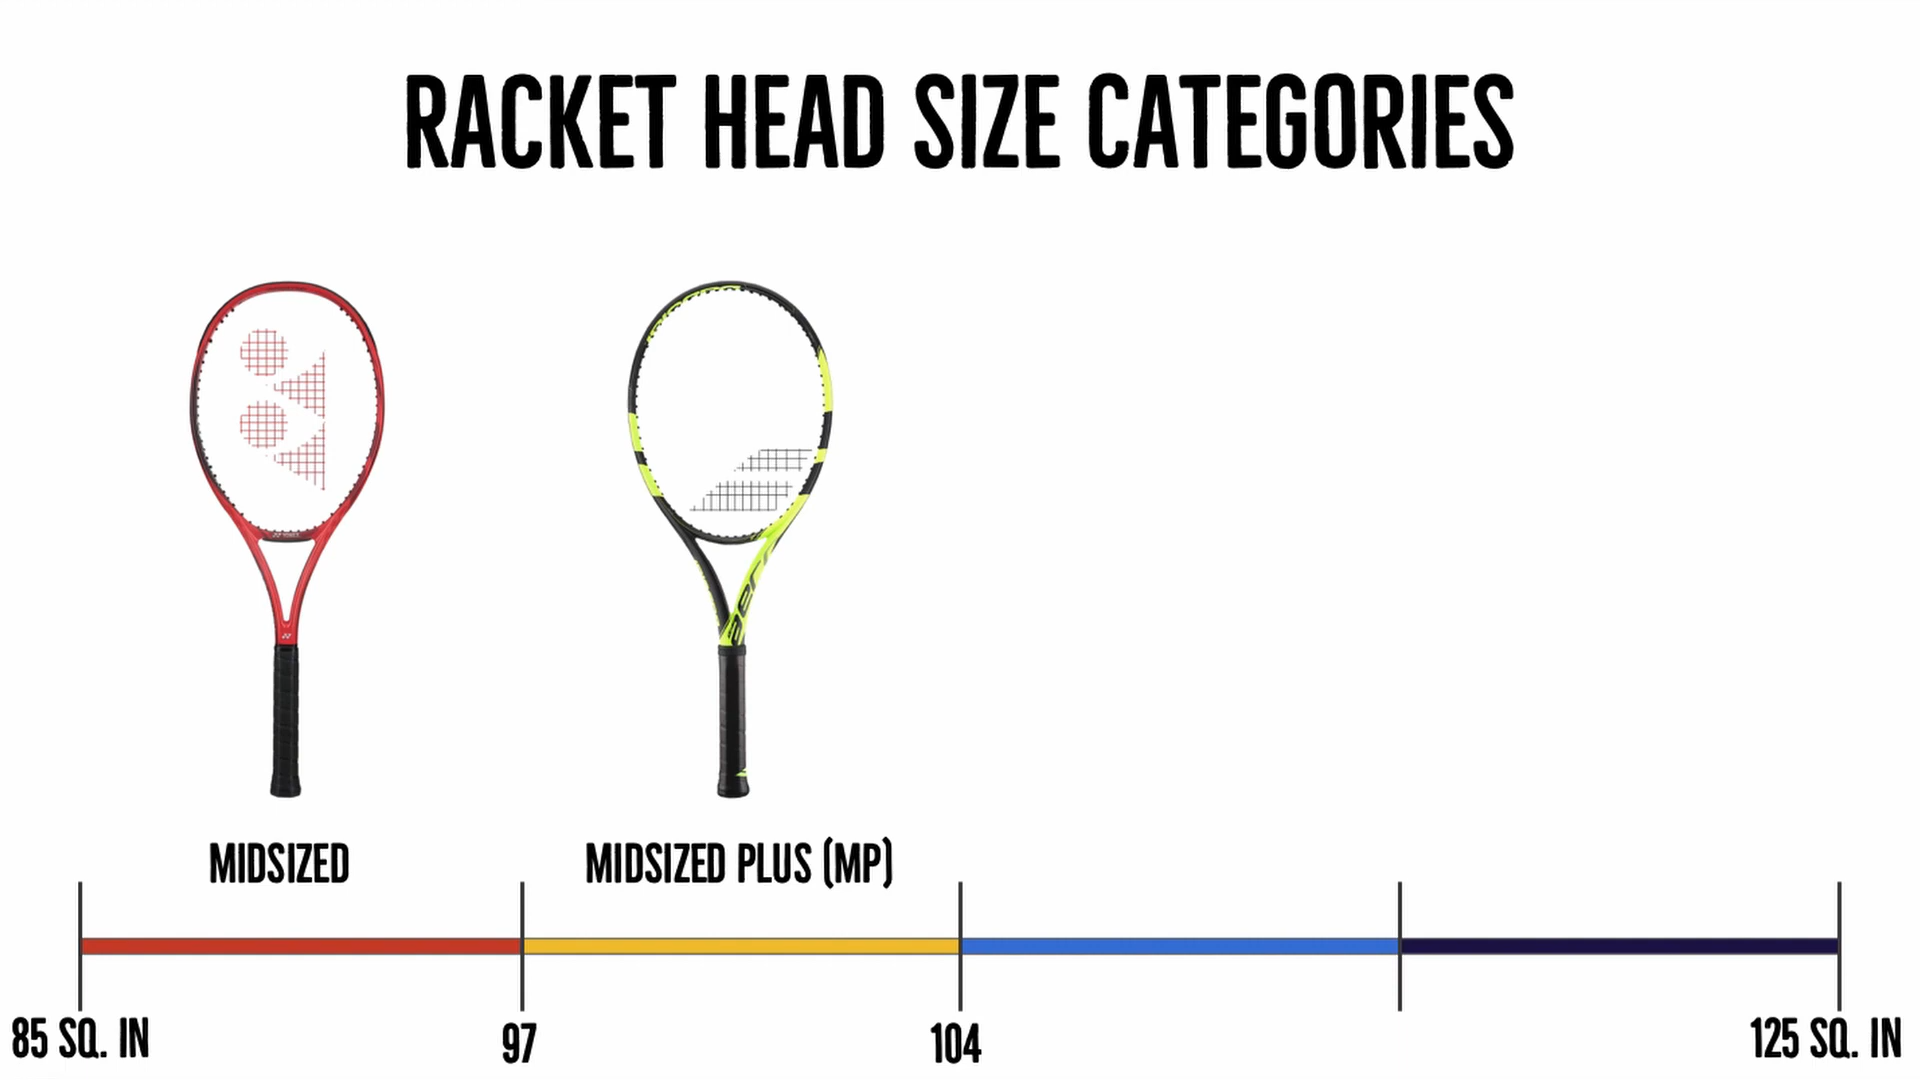 RACKET HEAD SIZE CATEGORIES
MIDSIZED
MIDSIZED PLUS (MP)
85 SQ. IN
97
104
125 SQ. IN